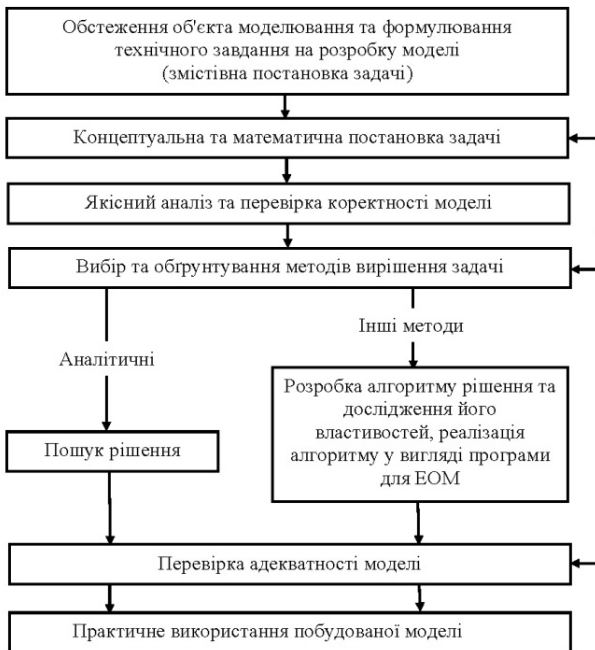 Обстеження об'єкта моделювання та формулювання
технічного завдання на розробку моделі
(змістівна постановка задачі)
Концептуальна та математична постановка задачі
Якісний аналіз та перевірка коректності моделі
Вибір та обґрунтування методів вирішення задачі
Інші методи
Аналітичні
Розробка алгоритму рішення та
дослідження його
властивостей, реалізація
алгоритму у вигляді програми
для ЕОМ
Пошук рішення
Перевірка адекватності моделі
Практичне використання побудованої моделі